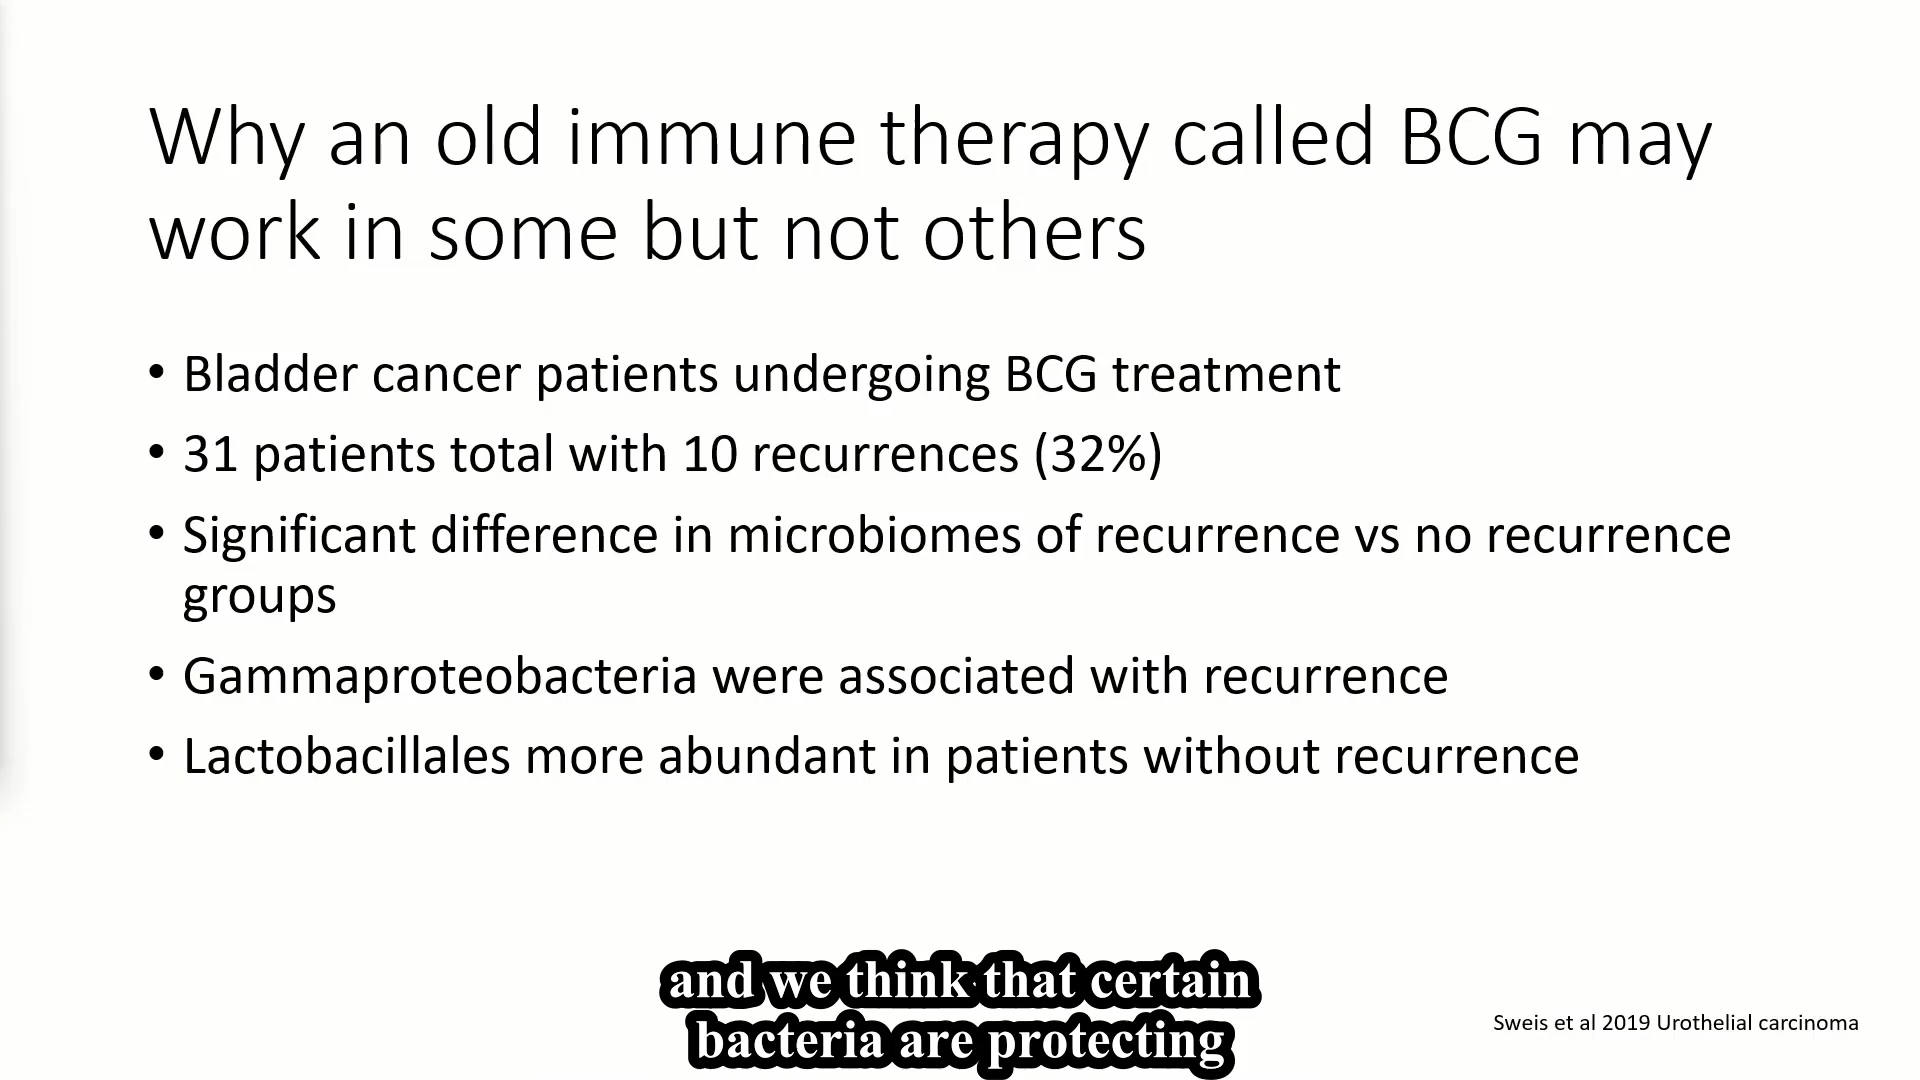 Why an old immune therapy called BCG may
work in some but not others
• Bladder cancer patients undergoing BCG treatment
• 31 patients total with 10 recurrences (32%)
• Significant difference in microbiomes of recurrence vs no recurrence
groups
• Gammaproteobacteria were associated with recurrence
• Lactobacillales more abundant in patients without recurrence
and we think that certain
bacteria are protecting
Sweis et al 2019 Urothelial carcinoma